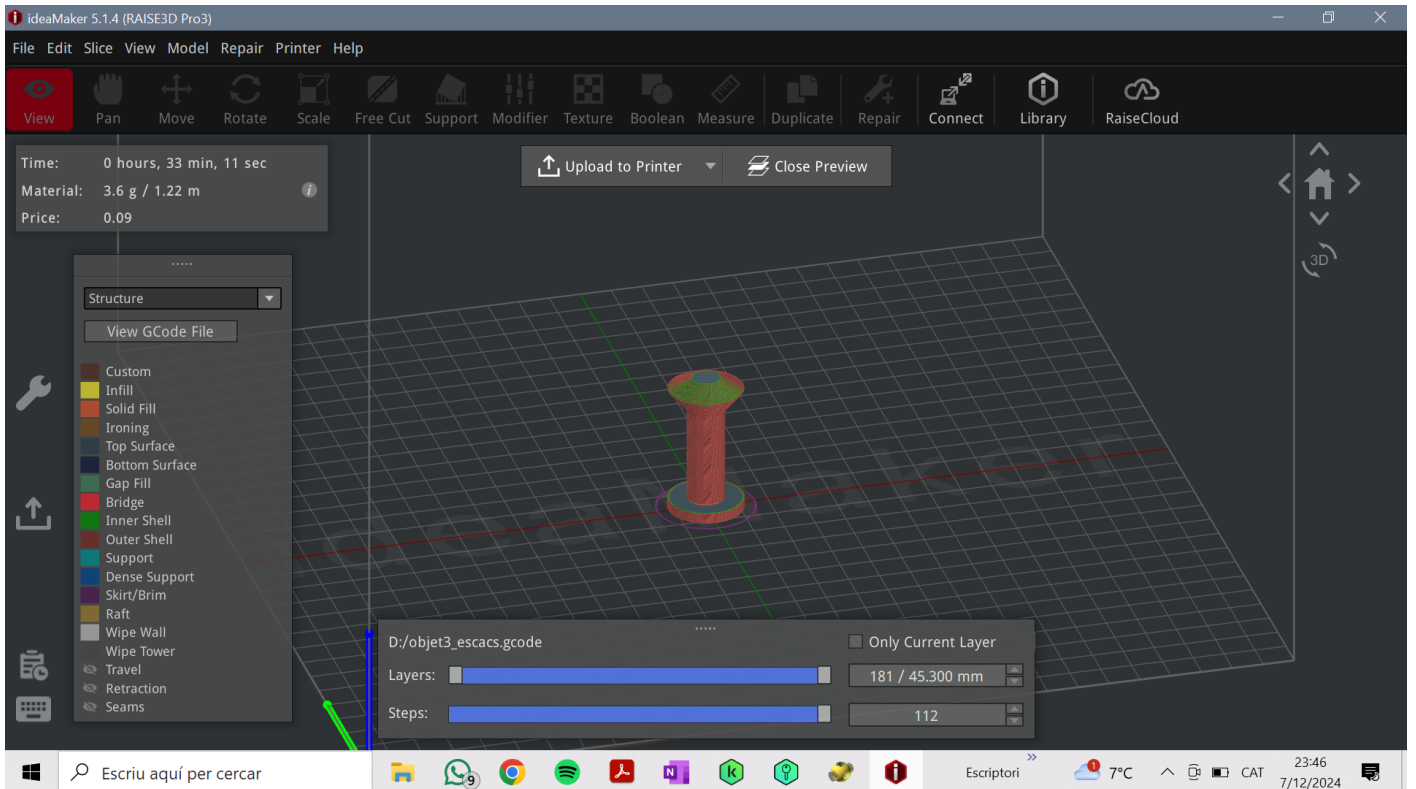 ideaMaker 5.1.4 (RAISE3D Pro3)
File Edit Slice View Model Repair Printer Help
View Pan Move Rotate Scale Free Cut Support Modifier Texture Boolean Measure Duplicate Repair Connect Library RaiseCloud
Time: 0 hours, 33 min, 11 sec
Material: 3.6 g / 1.22 m
Price: 0.09
Upload to Printer Close Preview
3D
Structure
View GCode File
Custom
Infill
Solid Fill
Ironing
Top Surface
Bottom Surface
Gap Fill
Bridge
Inner Shell
Outer Shell
Support
Dense Support
Skirt/Brim
Raft
Wipe Wall
Wipe Tower
Travel
Retraction
Seams
ideaMaker
D:/objet3_escacs.gcode Only Current Layer
Layers: 181 / 45.300 mm
Steps: 112
Escriu aquí per cercar 9 Escriptori 1 7°C CAT 23:46
7/12/2024